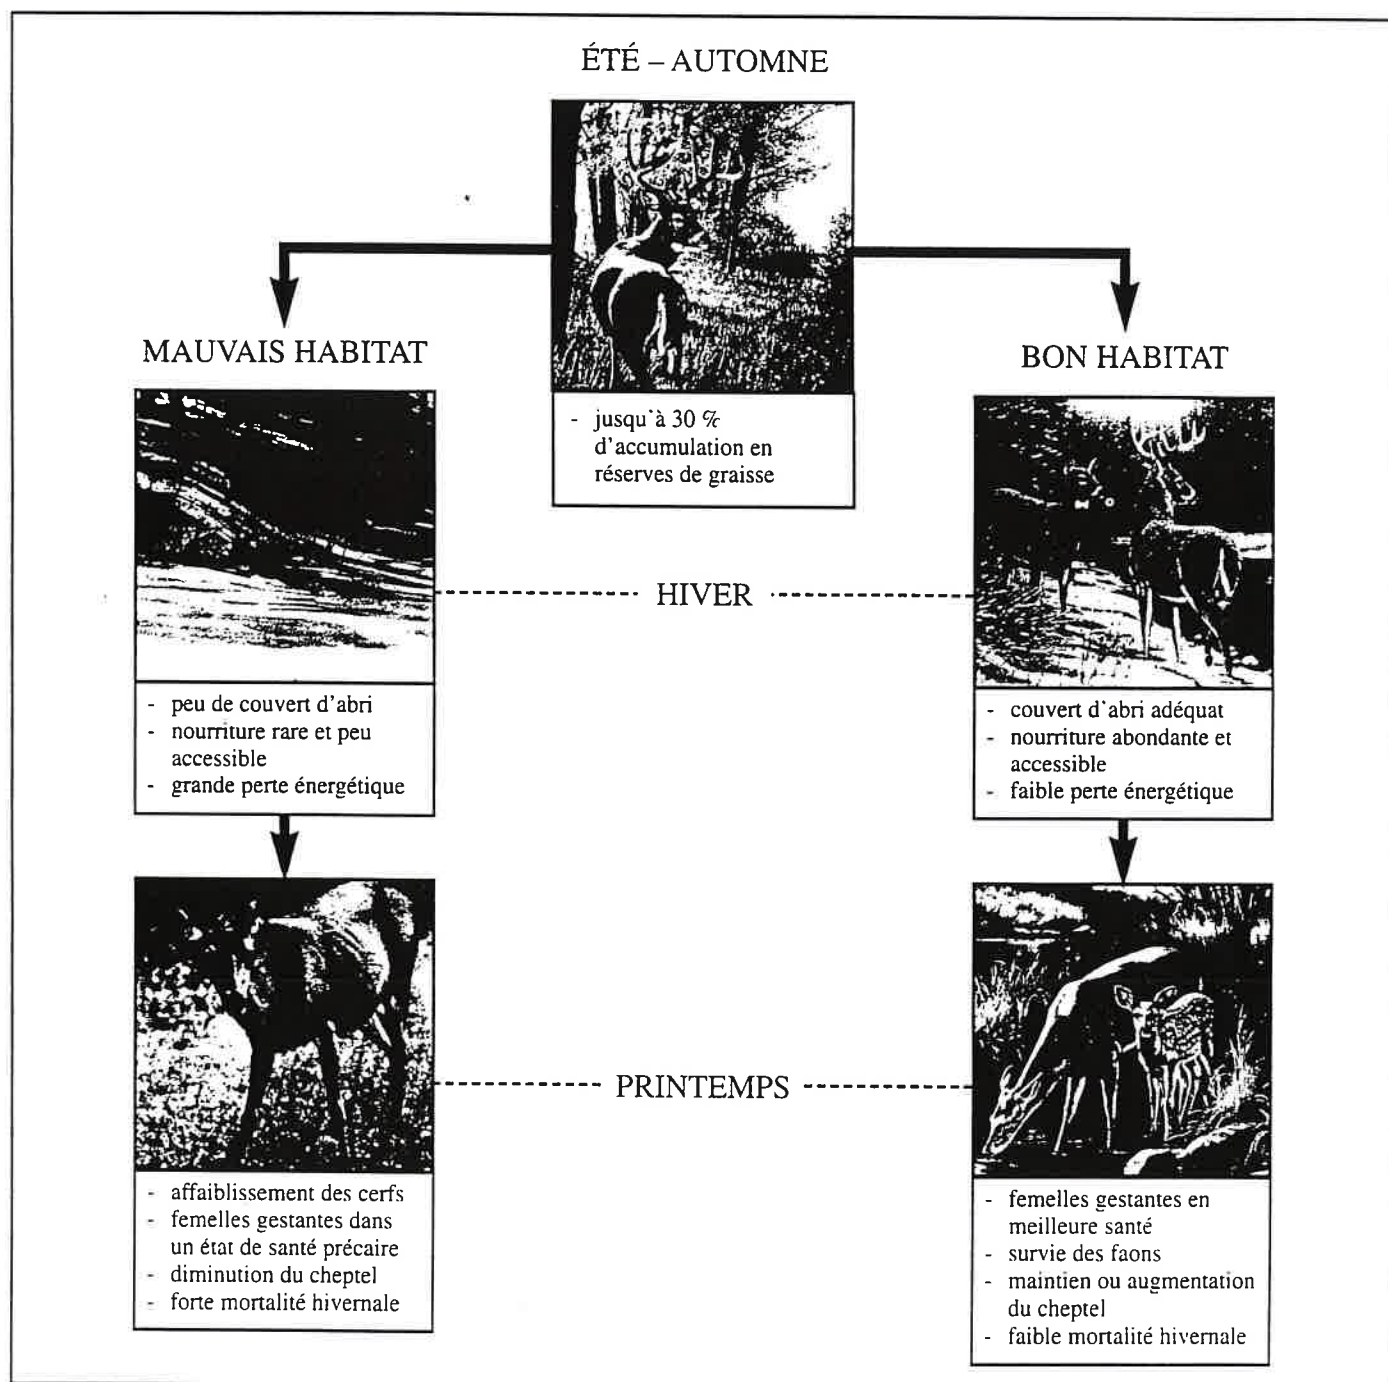 ÉTÉ – AUTOMNE
MAUVAIS HABITAT
BON HABITAT
- jusqu'à 30 %
d'accumulation en
réserves de graisse
HIVER
- peu de couvert d'abri
- nourriture rare et peu
accessible
- grande perte énergétique
- couvert d'abri adéquat
- nourriture abondante et
accessible
- faible perte énergétique
PRINTEMPS
- affaiblissement des cerfs
- femelles gestantes dans
un état de santé précaire
- diminution du cheptel
- forte mortalité hivernale
- femelles gestantes en
meilleure santé
- survie des faons
- maintien ou augmentation
du cheptel
- faible mortalité hivernale